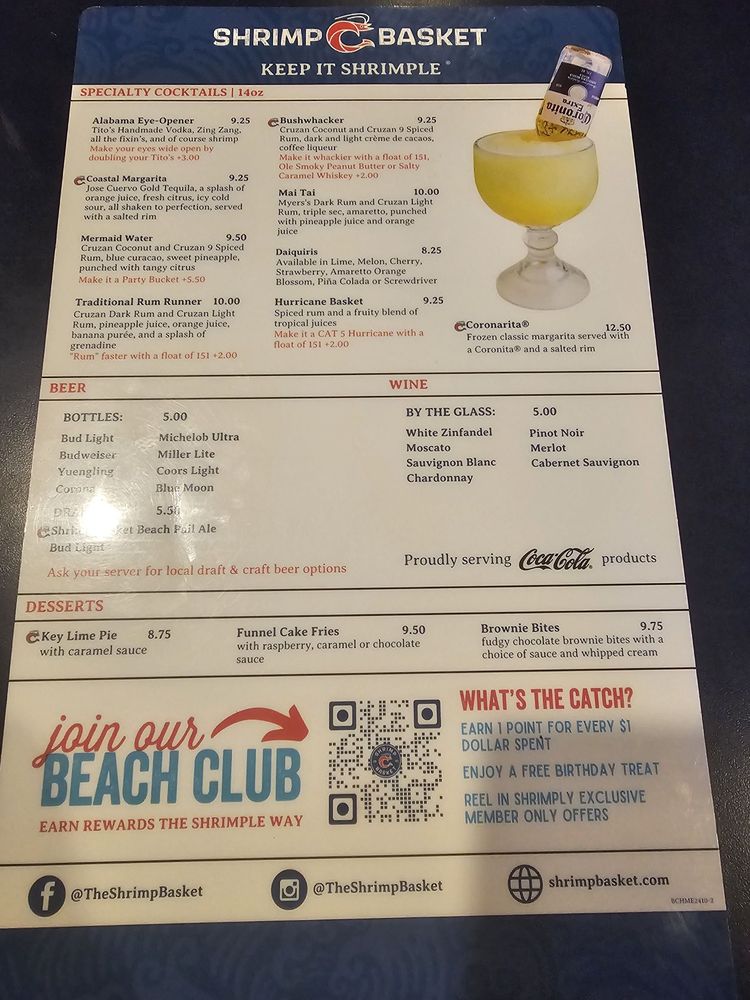 SHRIMP BASKET
KEEP IT SHRIMPLE®
SPECIALTY COCKTAILS | 14oz
Alabama Eye-Opener 9.25
Tito's Handmade Vodka, Zing Zang,
all the fixin's, and of course shrimp
Make your eyes wide open by
doubling your Tito's +3.00
Coastal Margarita 9.25
Jose Cuervo Gold Tequila, a splash of
orange juice, fresh citrus, icy cold
sour, all shaken to perfection, served
with a salted rim
Mermaid Water 9.50
Cruzan Coconut and Cruzan 9 Spiced
Rum, blue curacao, sweet pineapple,
punched with tangy citrus
Make it a Party Bucket +5.50
Traditional Rum Runner 10.00
Cruzan Dark Rum and Cruzan Light
Rum, pineapple juice, orange juice,
banana purée, and a splash of
grenadine
"Rum" faster with a float of 151 +2.00
Bushwhacker 9.25
Cruzan Coconut and Cruzan 9 Spiced
Rum, dark and light crème de cacaos,
coffee liqueur
Make it whackier with a float of 151,
Ole Smoky Peanut Butter or Salty
Caramel Whiskey +2.00
Mai Tai 10.00
Myers's Dark Rum and Cruzan Light
Rum, triple sec, amaretto, punched
with pineapple juice and orange
juice
Daiquiris 8.25
Available in Lime, Melon, Cherry,
Strawberry, Amaretto Orange
Blossom, Piña Colada or Screwdriver
Hurricane Basket 9.25
Spiced rum and a fruity blend of
tropical juices
Make it a CAT 5 Hurricane with a
float of 151 +2.00
Coronita
Extra
Coronarita® 12.50
Frozen classic margarita served with
a Coronita® and a salted rim
BEER
BOTTLES: 5.00
Bud Light Michelob Ultra
Budweiser Miller Lite
Yuengling Coors Light
Corona Blue Moon
5.50
Basket Beach Pail Ale
Bud Light
Ask your server for local draft & craft beer options
WINE
BY THE GLASS: 5.00
White Zinfandel Pinot Noir
Moscato Merlot
Sauvignon Blanc Cabernet Sauvignon
Chardonnay
Proudly serving Coca-Cola® products
DESSERTS
Key Lime Pie 8.75
with caramel sauce
Funnel Cake Fries 9.50
with raspberry, caramel or chocolate
sauce
Brownie Bites 9.75
fudgy chocolate brownie bites with a
choice of sauce and whipped cream
join our
BEACH CLUB
EARN REWARDS THE SHRIMPLE WAY
SHRIMP
BASKET
WHAT'S THE CATCH?
EARN 1 POINT FOR EVERY $1
DOLLAR SPENT
ENJOY A FREE BIRTHDAY TREAT
REEL IN SHRIMPLY EXCLUSIVE
MEMBER ONLY OFFERS
@TheShrimpBasket
@TheShrimpBasket
shrimpbasket.com
BCHME2410-2